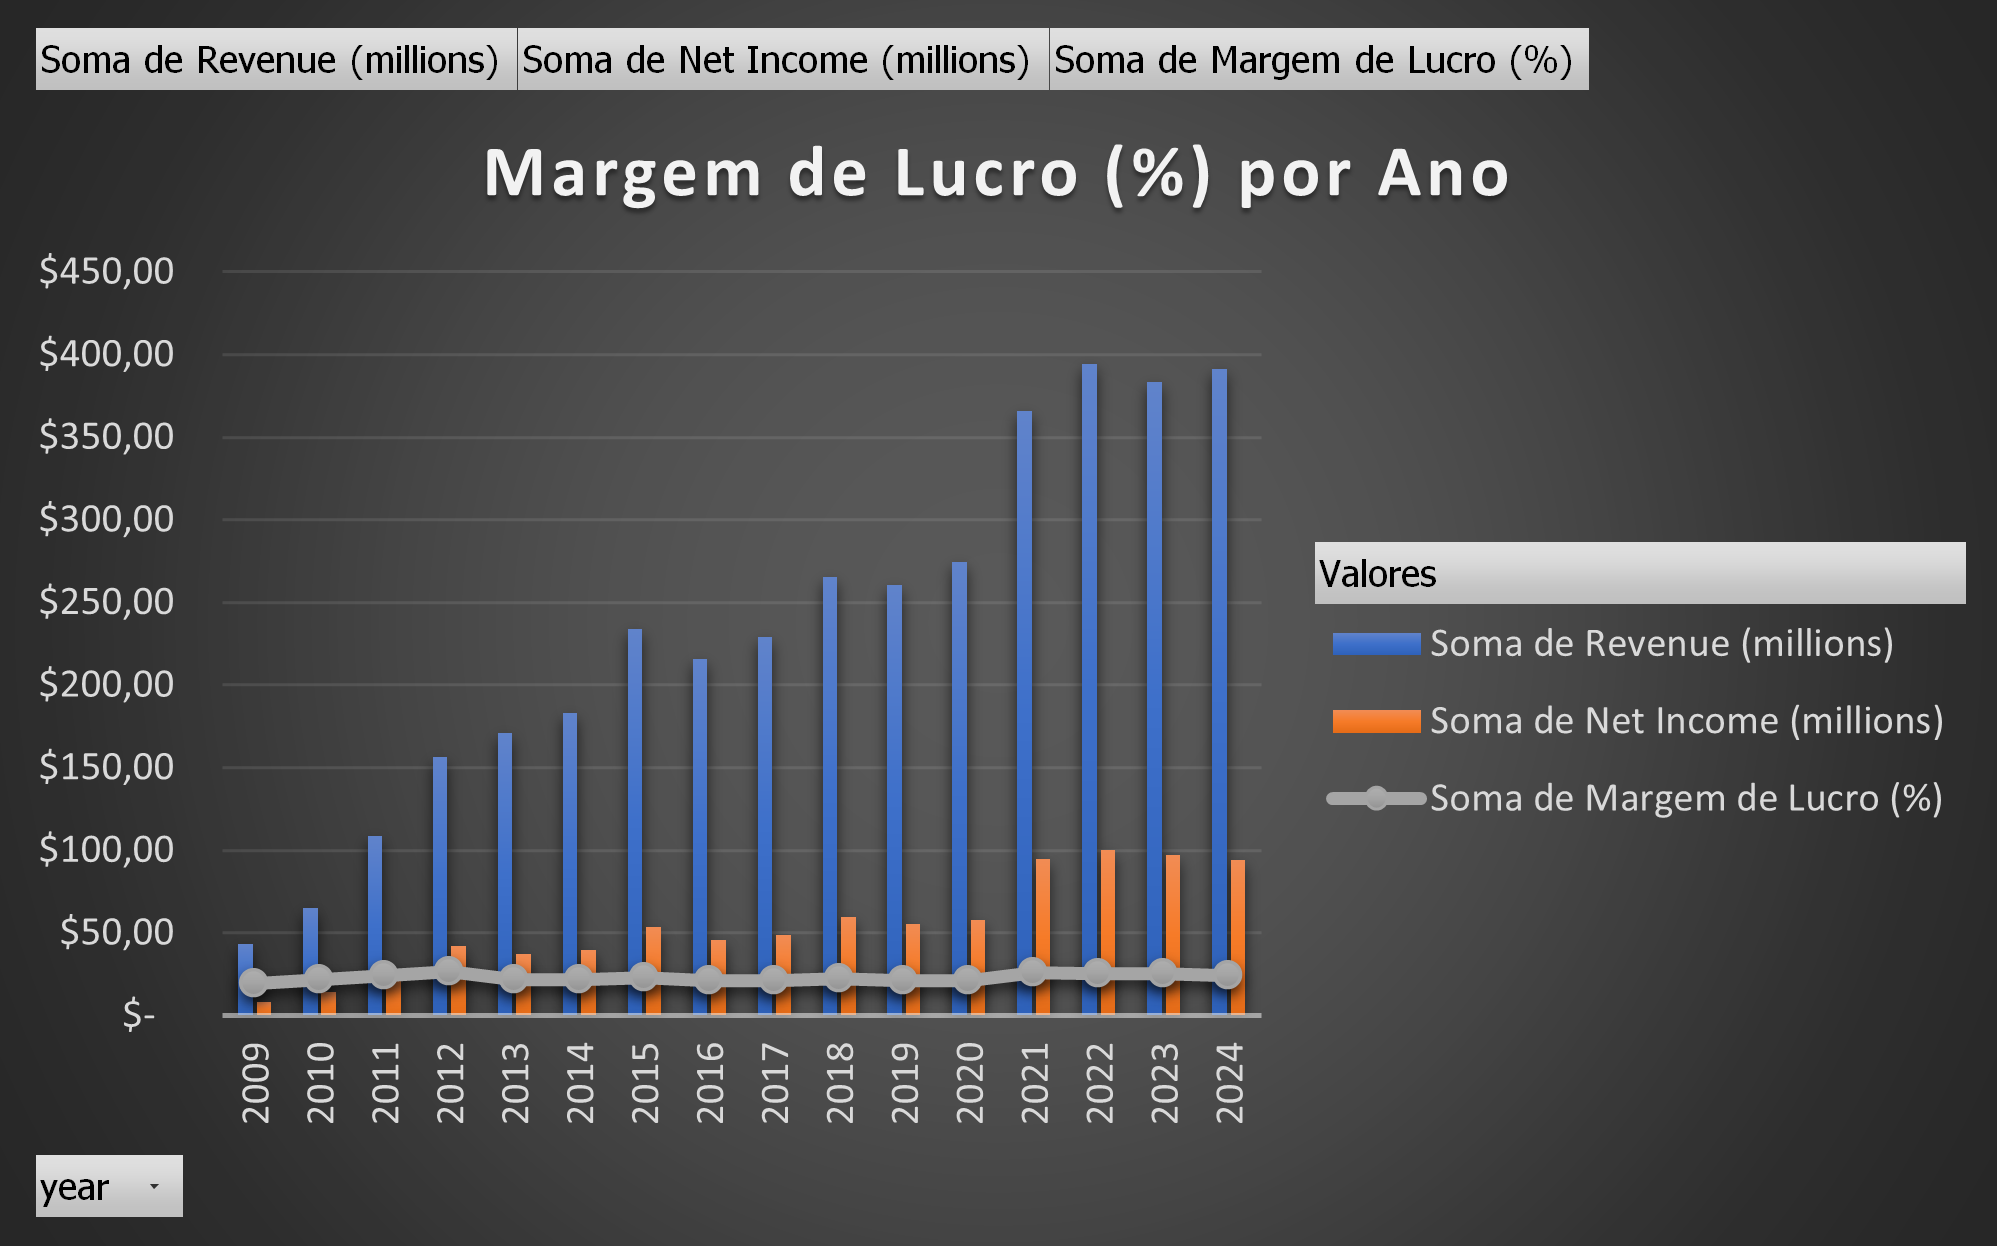 Soma de Revenue (millions) Soma de Net Income (millions) Soma de Margem de Lucro (%)
Margem de Lucro (%) por Ano
$450,00
$400,00
$350,00
$300,00
$250,00
$200,00
$150,00
$100,00
$50,00
$-
Valores
Soma de Revenue (millions)
Soma de Net Income (millions)
Soma de Margem de Lucro (%)
2009 2010 2011 2012 2013 2014 2015 2016 2017 2018 2019 2020 2021 2022 2023 2024
year